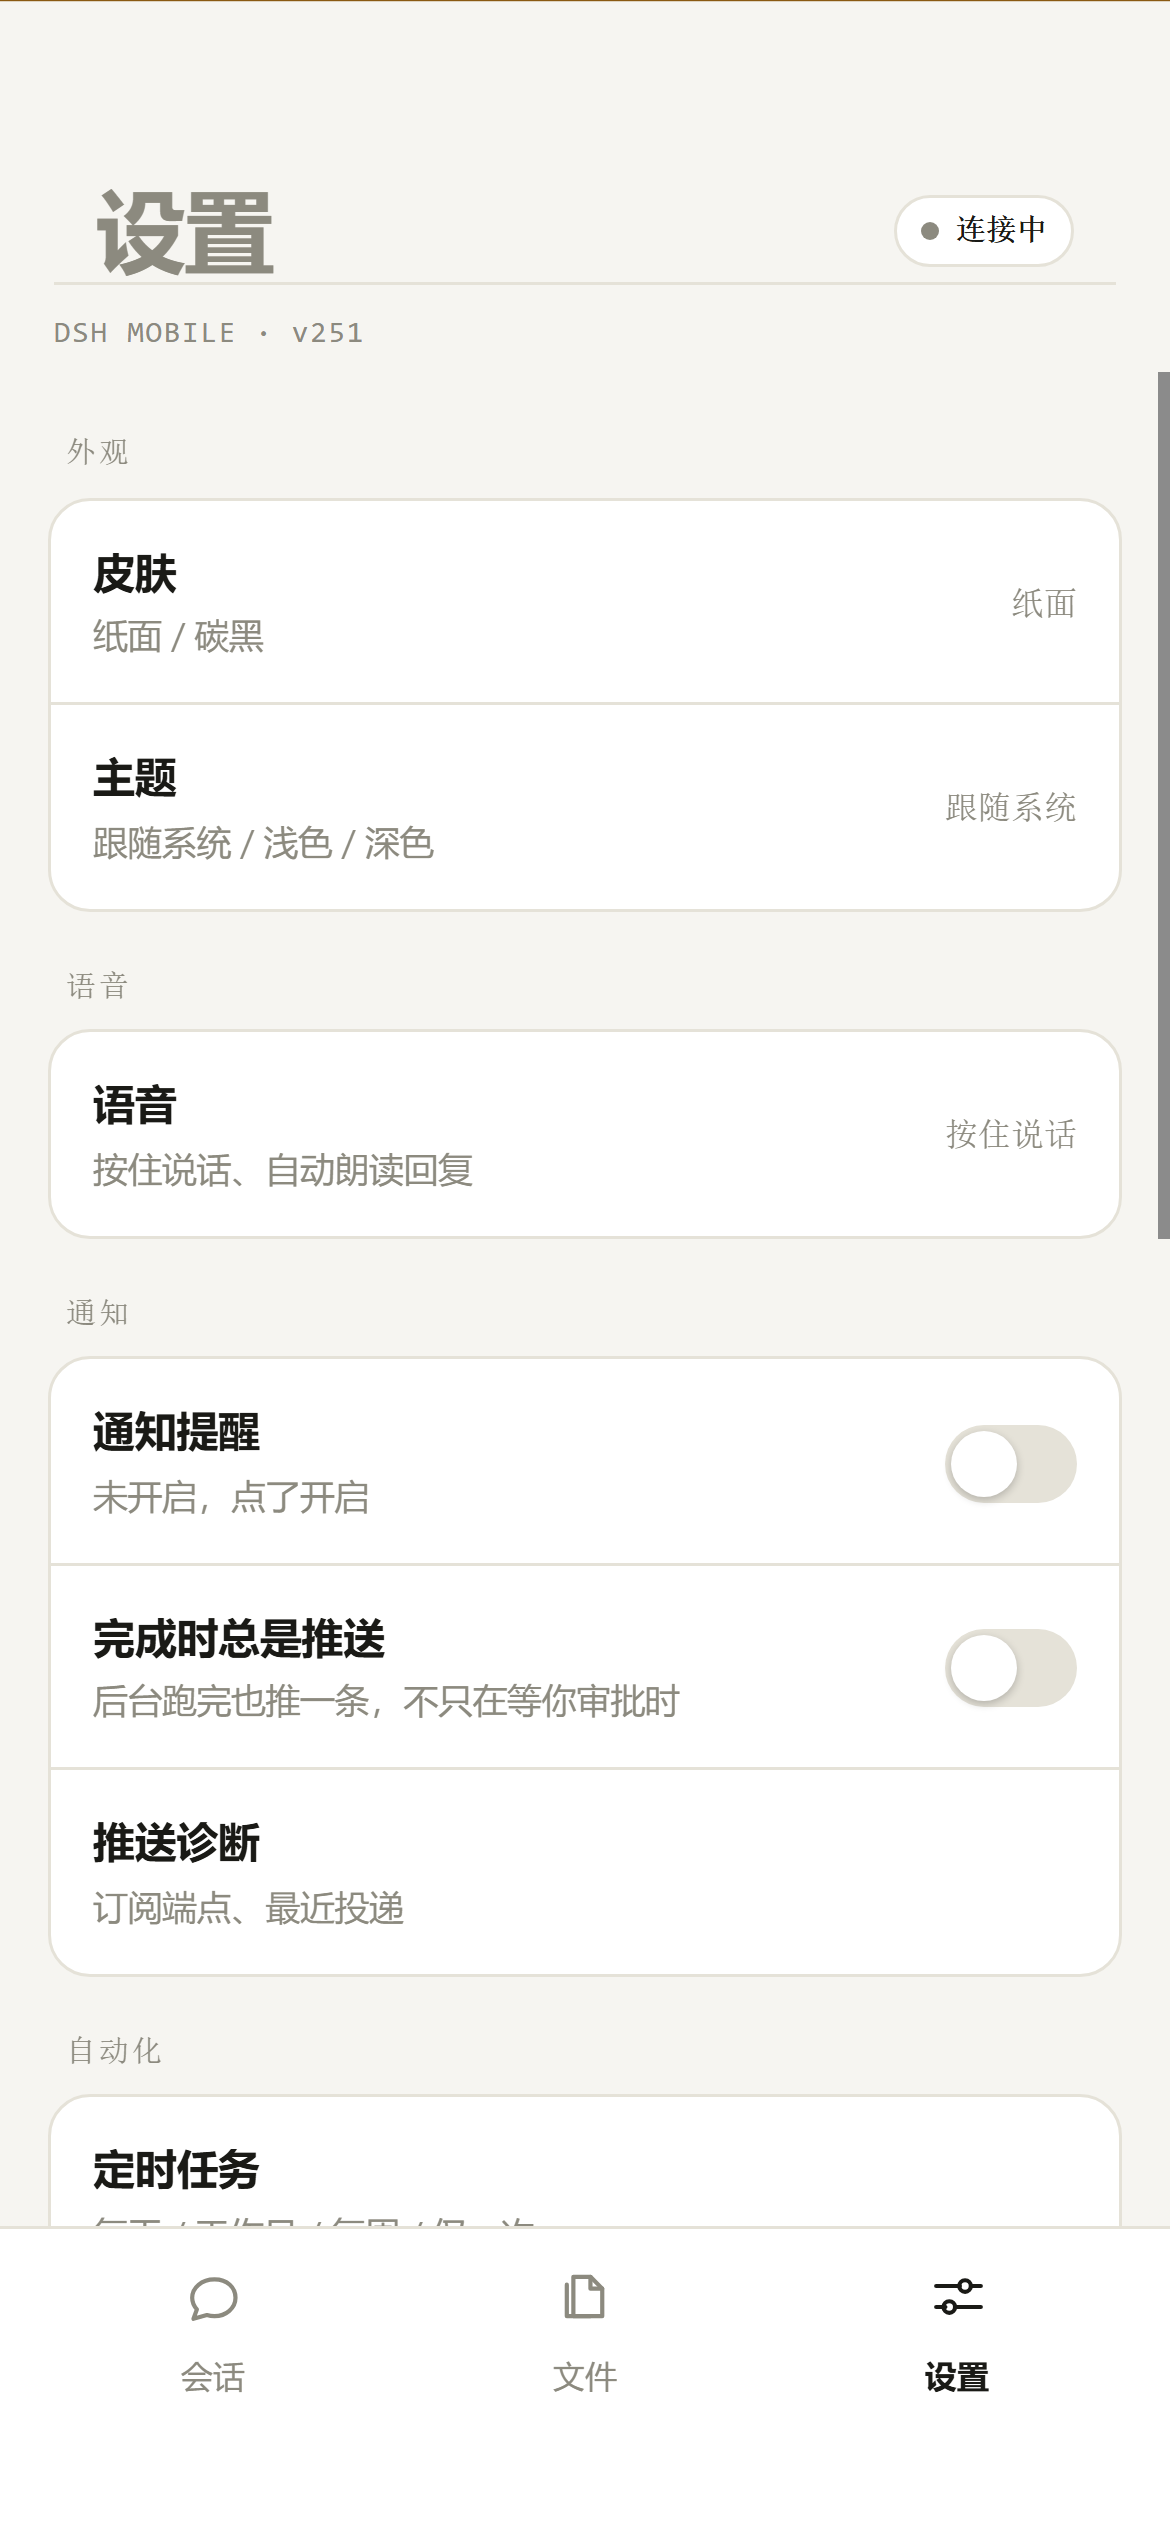 设置
连接中
DSH MOBILE · v251
外观
皮肤
纸面 / 碳黑
纸面
主题
跟随系统 / 浅色 / 深色
跟随系统
语音
语音
按住说话、自动朗读回复
按住说话
通知
通知提醒
未开启，点了开启
完成时总是推送
后台跑完也推一条，不只在等你审批时
推送诊断
订阅端点、最近投递
自动化
定时任务
会话
文件
设置